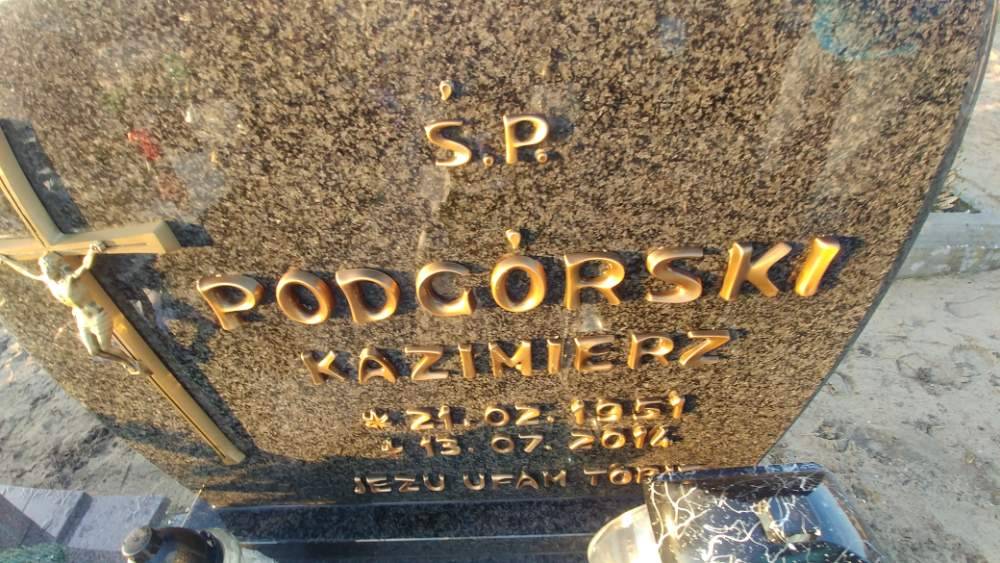 Ś.P.
PODGÓRSKI
KAZIMIERZ
* 21.02.1951
13.07.2014
JEZU UFAM TOBIE